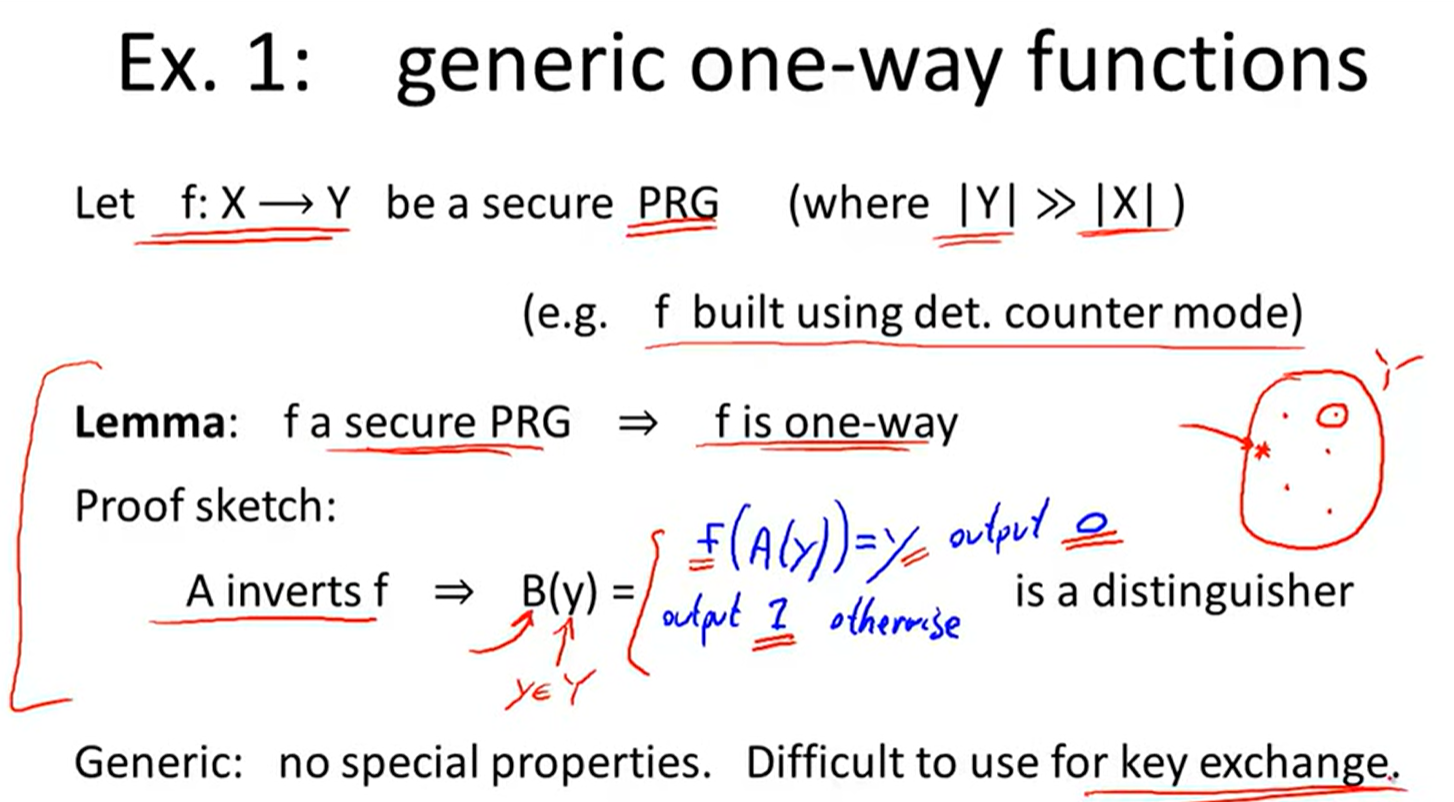 Ex. 1: generic one-way functions
Let f: X ⟶ Y be a secure PRG (where |Y| ≫ |X| )
(e.g. f built using det. counter mode)
Y
Lemma: f a secure PRG ⇒ f is one-way
Proof sketch:
f(A(y))=y output 0
A inverts f ⇒ B(y) = is a distinguisher
output 1 otherwise
y∈Y
Generic: no special properties. Difficult to use for key exchange.